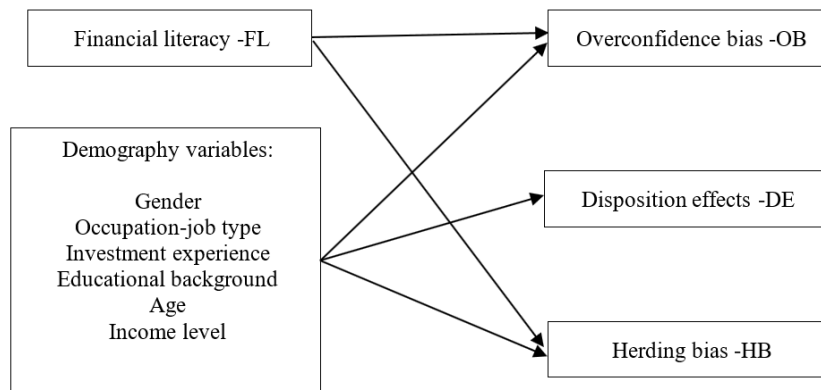 Financial literacy -FL
Overconfidence bias -OB
Demography variables:
Gender
Occupation-job type
Investment experience
Educational background
Age
Income level
Disposition effects -DE
Herding bias -HB